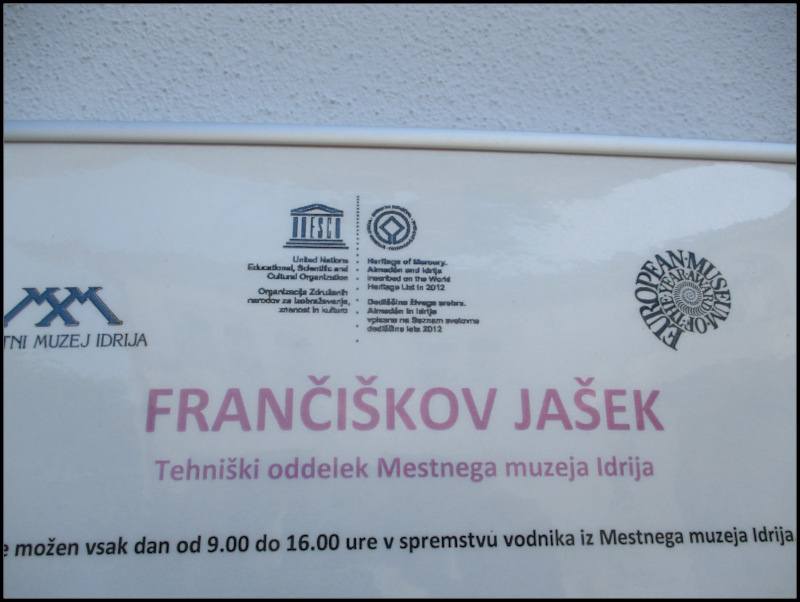 UNESCO
United Nations
Educational, Scientific and
Cultural Organization
Organizacija Združenih
narodov za izobraževanje,
znanost in kulturo
Heritage of Mercury.
Almadén and Idrija
inscribed on the World
Heritage List in 2012
Dediščina živega srebra.
Almadén in Idrija
vpisana na Seznam svetovne
dediščine leta 2012
EUROPEAN·MUSEUM·
OF·THE·YEAR·AWARD
TNI MUZEJ IDRIJA
FRANČIŠKOV JAŠEK
Tehniški oddelek Mestnega muzeja Idrija
e možen vsak dan od 9.00 do 16.00 ure v spremstvu vodnika iz Mestnega muzeja Idrija